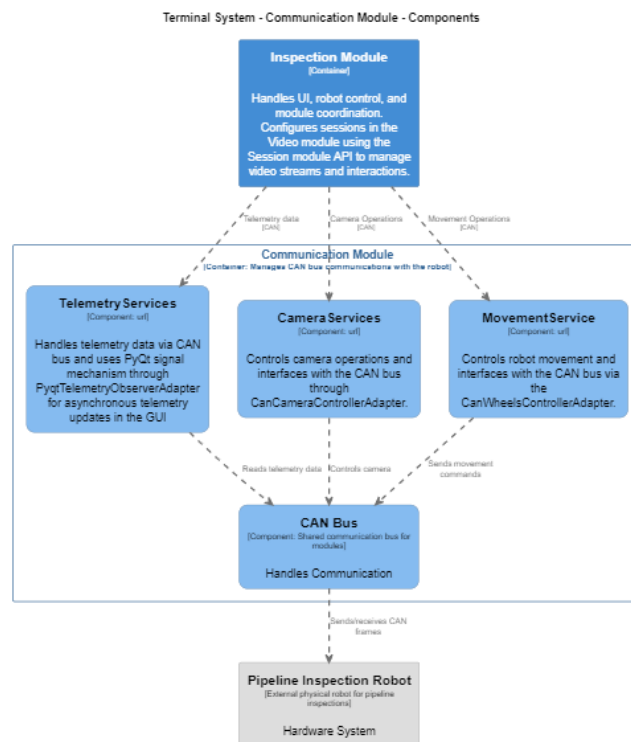 Terminal System - Communication Module - Components
Inspection Module
[Container]
Handles UI, robot control, and
module coordination.
Configures sessions in the
Video module using the
Session module API to manage
video streams and interactions.
Telemetry data
[CAN]
Camera Operations
[CAN]
Movement Operations
[CAN]
Communication Module
[Container: Manages CAN bus communications with the robot]
Telemetry Services
[Component: url]
Handles telemetry data via CAN
bus and uses PyQt signal
mechanism through
PyqtTelemetryObserverAdapter
for asynchronous telemetry
updates in the GUI
Camera Services
[Component: url]
Controls camera operations and
interfaces with the CAN bus
through
CanCameraControllerAdapter.
MovementService
[Component: url]
Controls robot movement and
interfaces with the CAN bus via
the
CanWheelsControllerAdapter.
Reads telemetry data
Controls camera
Sends movement
commands
CAN Bus
[Component: Shared communication bus for
modules]
Handles Communication
Sends/receives CAN
frames
Pipeline Inspection Robot
[External physical robot for pipeline
inspections]
Hardware System